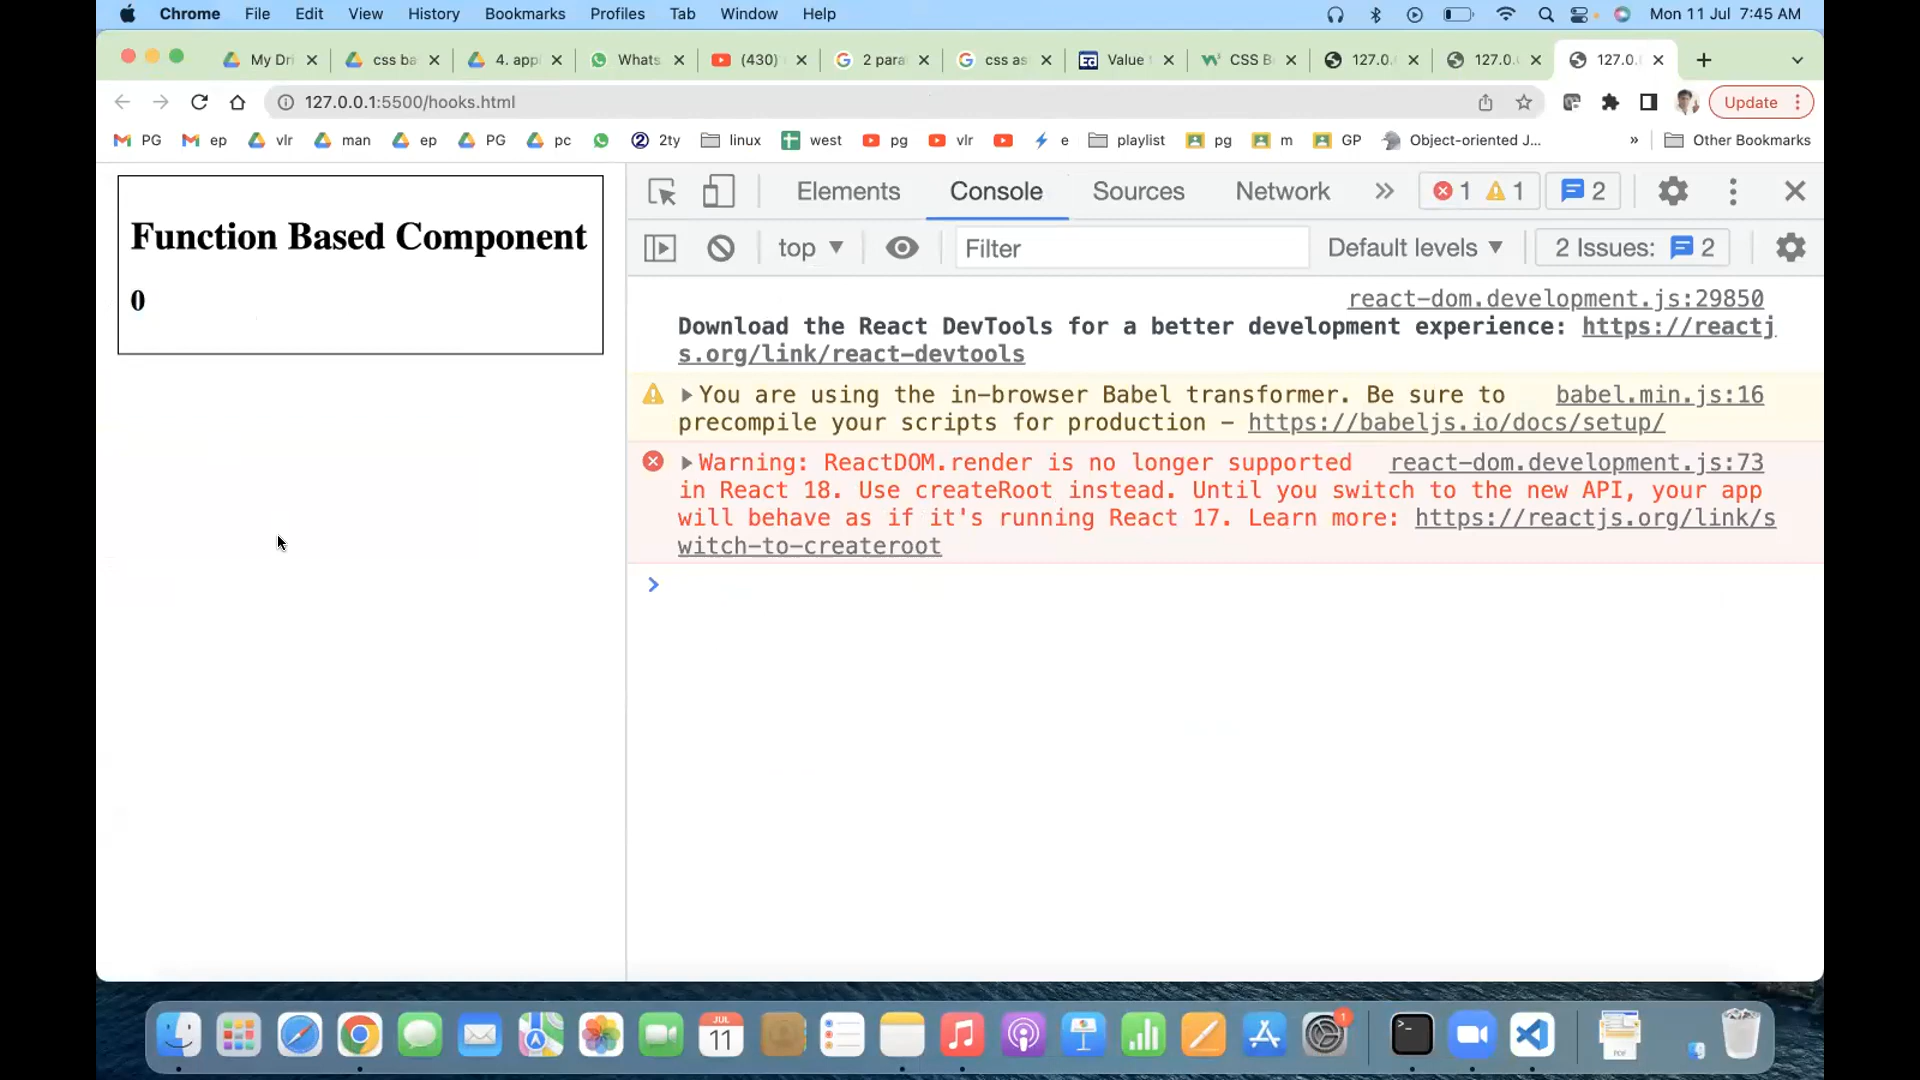 Chrome File Edit View History Bookmarks Profiles Tab Window Help Mon 11 Jul 7:45 AM
My Dri css ba 4. appl Whats (430) 2 para css as Value CSS B 127.0. 127.0. 127.0.
127.0.0.1:5500/hooks.html Update
PG ep vlr man ep PG pc 2ty linux west pg vlr e playlist pg m GP Object-oriented J... » Other Bookmarks
Function Based Component
0
Elements Console Sources Network » 1 1 2
top Filter Default levels 2 Issues: 2
react-dom.development.js:29850
Download the React DevTools for a better development experience: https://reactj
s.org/link/react-devtools
You are using the in-browser Babel transformer. Be sure to babel.min.js:16
precompile your scripts for production – https://babeljs.io/docs/setup/
Warning: ReactDOM.render is no longer supported react-dom.development.js:73
in React 18. Use createRoot instead. Until you switch to the new API, your app
will behave as if it's running React 17. Learn more: https://reactjs.org/link/s
witch-to-createroot
JUL
11
1
PDF